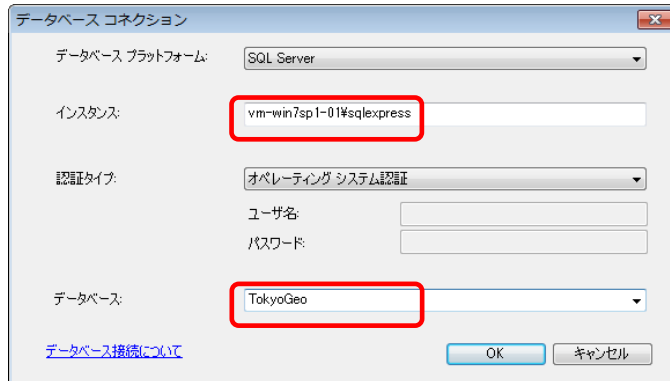 データベース コネクション
データベース プラットフォーム: SQL Server
インスタンス: vm-win7sp1-01¥sqlexpress
認証タイプ: オペレーティング システム認証
ユーザ名:
パスワード:
データベース: TokyoGeo
データベース接続について OK キャンセル